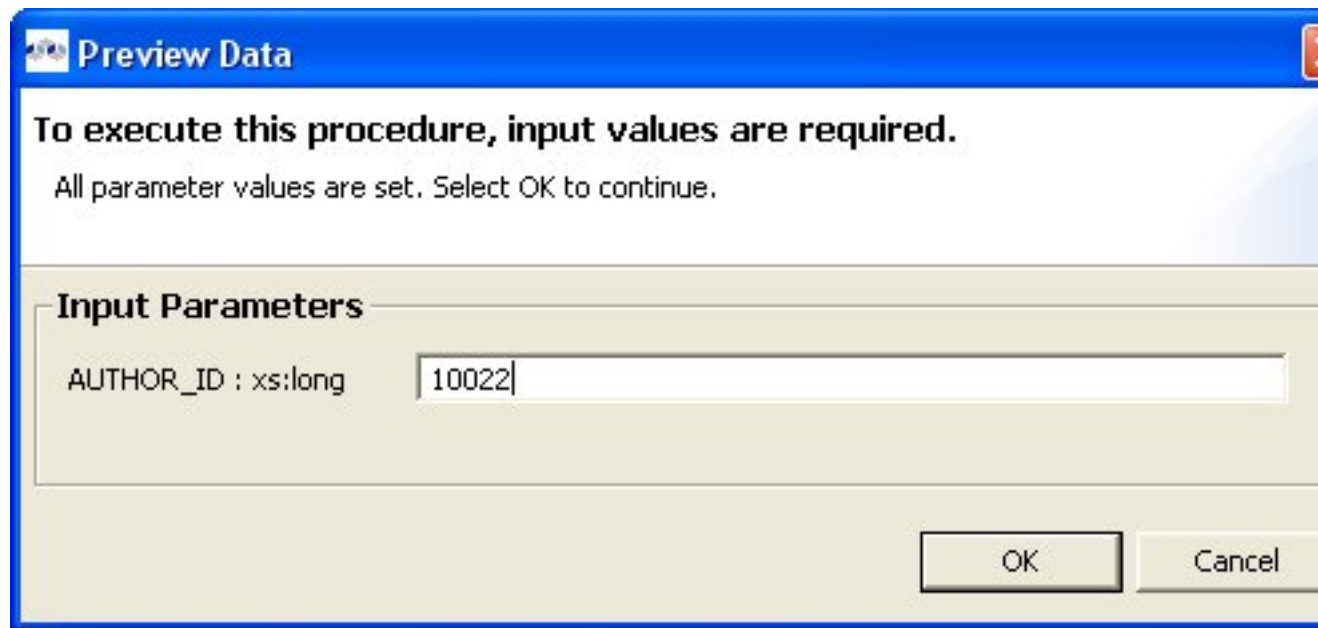 Preview Data
To execute this procedure, input values are required.
All parameter values are set. Select OK to continue.
Input Parameters
AUTHOR_ID : xs:long 10022
OK Cancel